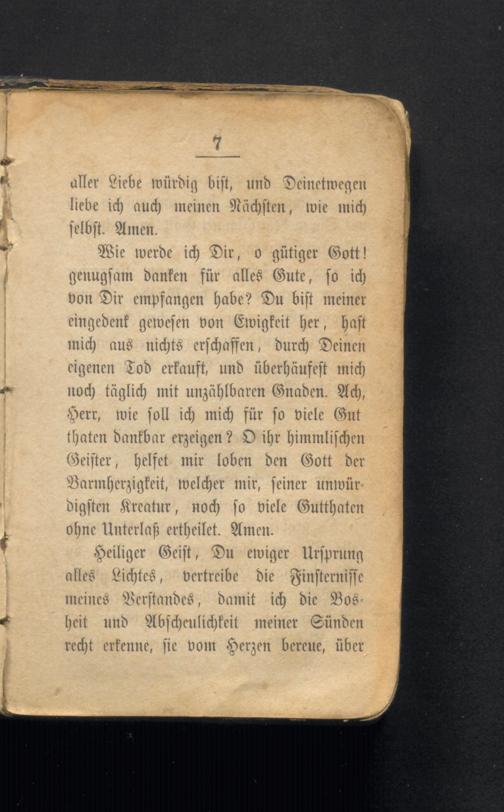 7
aller Liebe würdig bist, und Deinetwegen
liebe ich auch meinen Nächsten, wie mich
selbst. Amen.
Wie werde ich Dir, o gütiger Gott!
genugsam danken für alles Gute, so ich
von Dir empfangen habe? Du bist meiner
eingedenk gewesen von Ewigkeit her, hast
mich aus nichts erschaffen, durch Deinen
eigenen Tod erkauft, und überhäufest mich
noch täglich mit unzählbaren Gnaden. Ach,
Herr, wie soll ich mich für so viele Gut
thaten dankbar erzeigen? O ihr himmlischen
Geister, helfet mir loben den Gott der
Barmherzigkeit, welcher mir, seiner unwür-
digsten Kreatur, noch so viele Gutthaten
ohne Unterlaß ertheilet. Amen.
Heiliger Geist, Du ewiger Ursprung
alles Lichtes, vertreibe die Finsternisse
meines Verstandes, damit ich die Bos-
heit und Abscheulichkeit meiner Sünden
recht erkenne, sie vom Herzen bereue, über